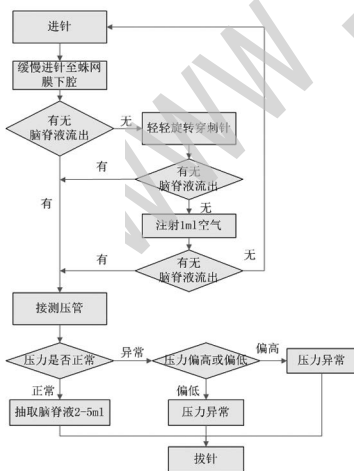 进针
缓慢进针至蛛网
膜下腔
有无
脑脊液流出
无
轻轻旋转穿刺针
有
有无
脑脊液流出
有
无
注射1ml空气
有
有无
脑脊液流出
无
接测压管
压力是否正常
异常
压力偏高或偏低
偏高
压力异常
正常
偏低
抽取脑脊液2-5ml
压力异常
拔针